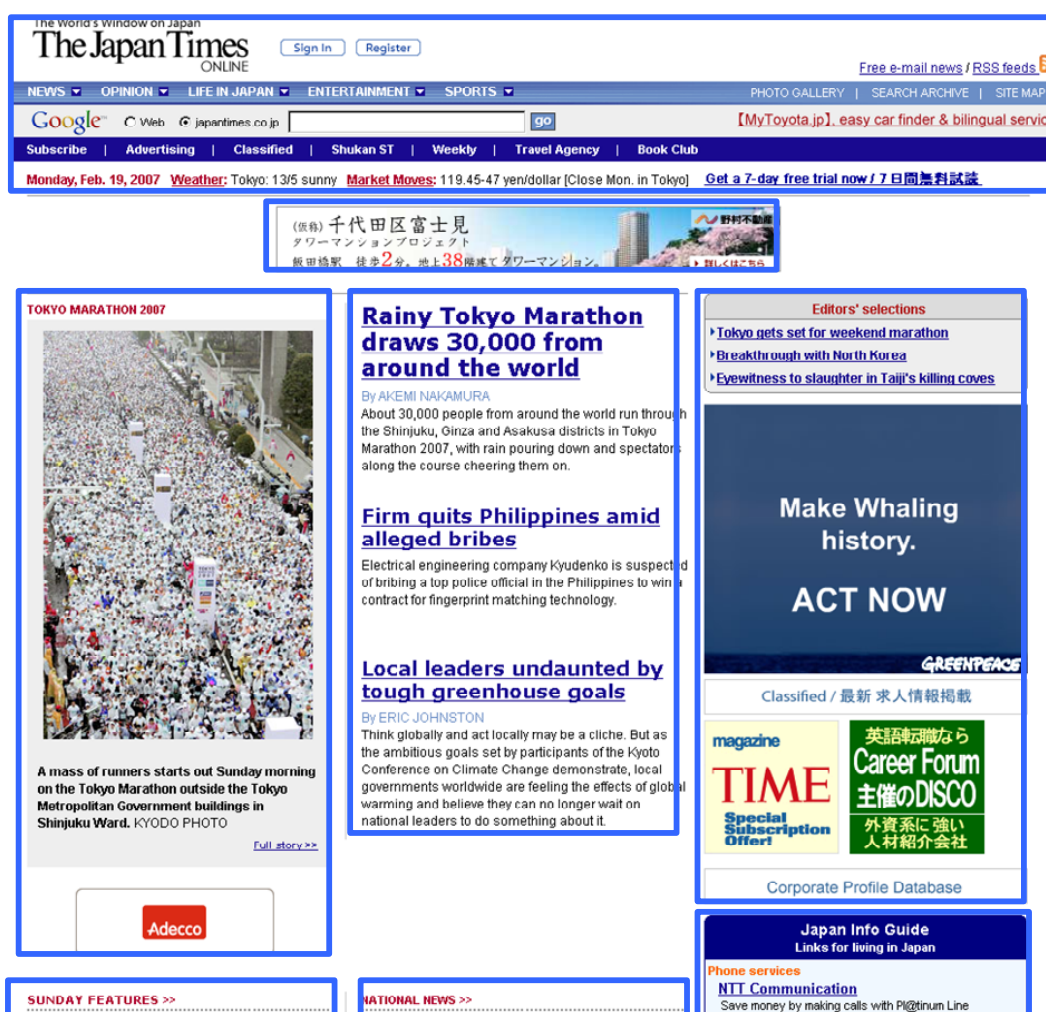 The World's Window on Japan
The Japan Times
ONLINE
Sign In Register
Free e-mail news / RSS feeds
NEWS OPINION LIFE IN JAPAN ENTERTAINMENT SPORTS
PHOTO GALLERY | SEARCH ARCHIVE | SITE MAP
Google™ Web japantimes.co.jp go
【MyToyota.jp】, easy car finder & bilingual servic
Subscribe | Advertising | Classified | Shukan ST | Weekly | Travel Agency | Book Club
Monday, Feb. 19, 2007 Weather: Tokyo: 13/5 sunny Market Moves: 119.45-47 yen/dollar [Close Mon. in Tokyo] Get a 7-day free trial now / 7日間無料試読
(仮称) 千代田区富士見
タワーマンションプロジェクト
飯田橋駅 徒歩2分。地上38階建てタワーマンション。
野村不動産
詳しくはこちら
TOKYO MARATHON 2007
A mass of runners starts out Sunday morning
on the Tokyo Marathon outside the Tokyo
Metropolitan Government buildings in
Shinjuku Ward. KYODO PHOTO
Full story >>
Adecco
Rainy Tokyo Marathon
draws 30,000 from
around the world
By AKEMI NAKAMURA
About 30,000 people from around the world run through
the Shinjuku, Ginza and Asakusa districts in Tokyo
Marathon 2007, with rain pouring down and spectators
along the course cheering them on.
Firm quits Philippines amid
alleged bribes
Electrical engineering company Kyudenko is suspected
of bribing a top police official in the Philippines to win a
contract for fingerprint matching technology.
Local leaders undaunted by
tough greenhouse goals
By ERIC JOHNSTON
Think globally and act locally may be a cliche. But as
the ambitious goals set by participants of the Kyoto
Conference on Climate Change demonstrate, local
governments worldwide are feeling the effects of global
warming and believe they can no longer wait on
national leaders to do something about it.
Editors' selections
Tokyo gets set for weekend marathon
Breakthrough with North Korea
Eyewitness to slaughter in Taiji's killing coves
Make Whaling
history.
ACT NOW
GREENPEACE
Classified / 最新 求人情報掲載
magazine
TIME
Special
Subscription
Offer!
英語転職なら
Career Forum
主催のDISCO
外資系に強い
人材紹介会社
Corporate Profile Database
Japan Info Guide
Links for living in Japan
Phone services
NTT Communication
Save money by making calls with Pl@tinum Line
SUNDAY FEATURES >>
NATIONAL NEWS >>